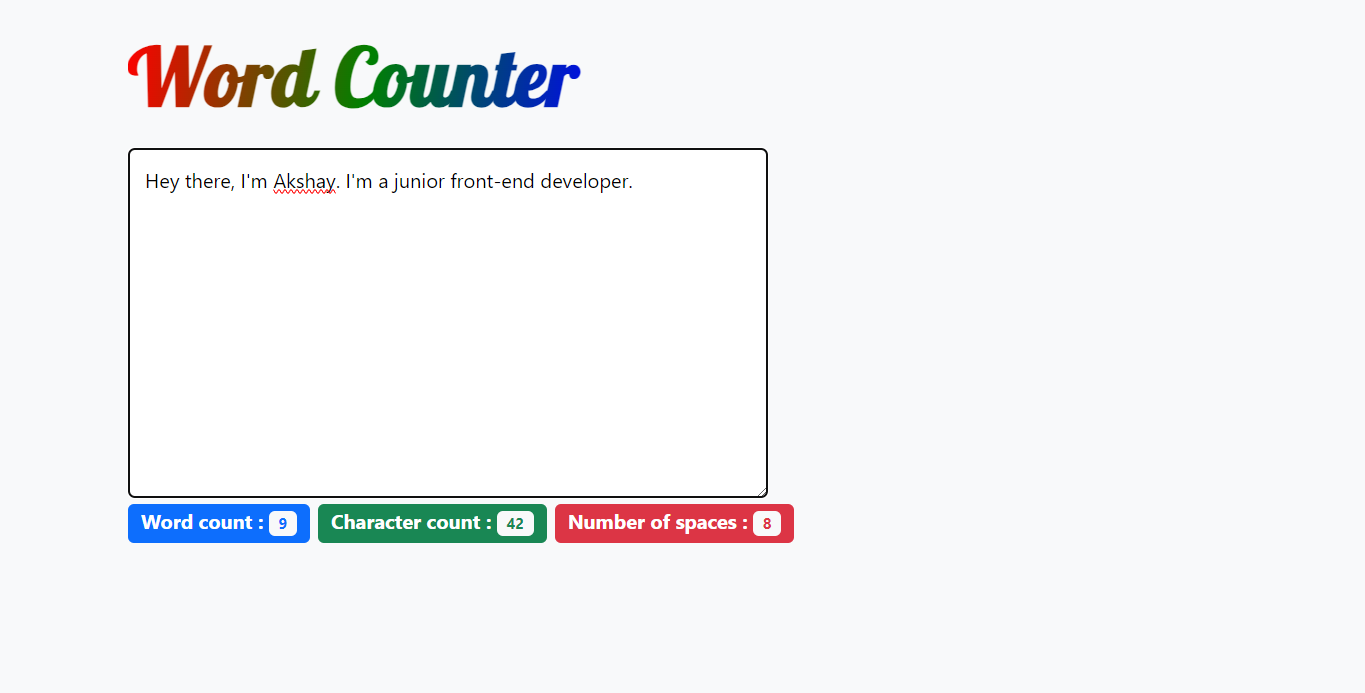 Word Counter
Hey there, I'm Akshay. I'm a junior front-end developer.
Word count : 9 Character count : 42 Number of spaces : 8